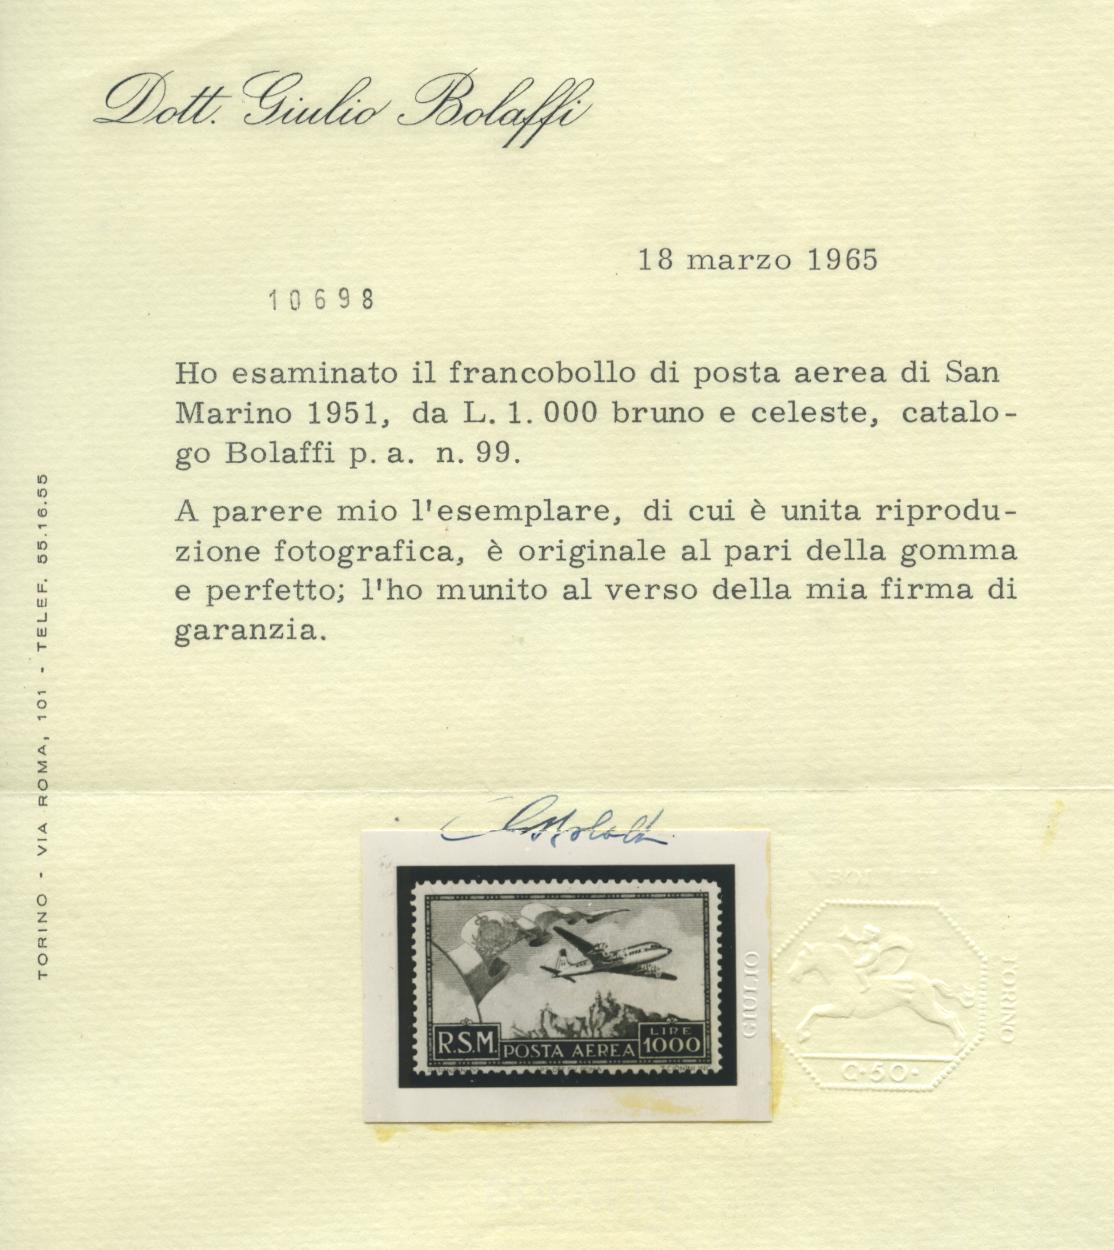 Dott. Giulio Bolaffi
18 marzo 1965
10698
Ho esaminato il francobollo di posta aerea di San
Marino 1951, da L. 1.000 bruno e celeste, catalo-
go Bolaffi p. a. n. 99.
A parere mio l'esemplare, di cui è unita riprodu-
zione fotografica, è originale al pari della gomma
e perfetto; l'ho munito al verso della mia firma di
garanzia.
TORINO - VIA ROMA, 101 - TELEF. 55.16.55
R.S.M.
POSTA AEREA
LIRE
1000
GIULIO
BOLAFFI
TORINO
C·50·